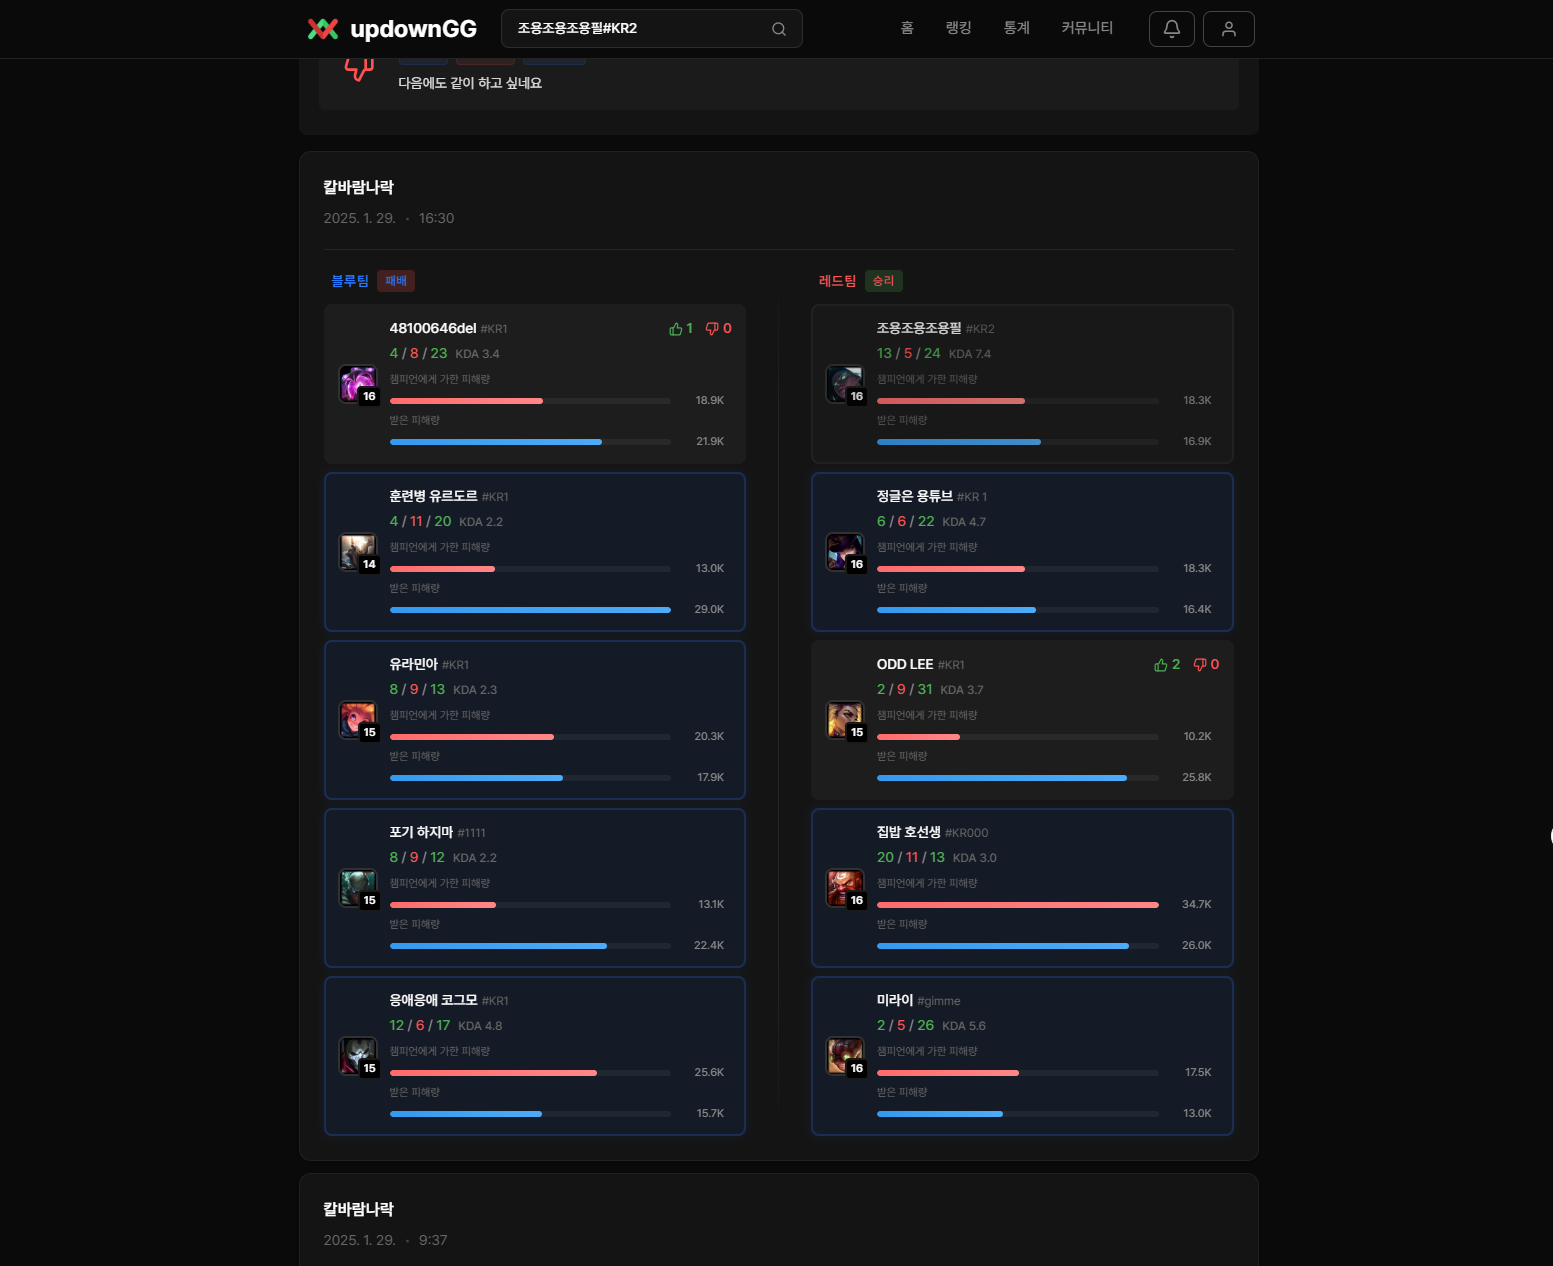 updownGG
조용조용조용필#KR2
홈 랭킹 통계 커뮤니티
다음에도 같이 하고 싶네요
칼바람나락
2025. 1. 29. • 16:30
블루팀 패배
48100646del #KR1 1 0
4 / 8 / 23 KDA 3.4
챔피언에게 가한 피해량
16
18.9K
받은 피해량
21.9K
훈련병 유르도르 #KR1
4 / 11 / 20 KDA 2.2
챔피언에게 가한 피해량
14
13.0K
받은 피해량
29.0K
유라민아 #KR1
8 / 9 / 13 KDA 2.3
챔피언에게 가한 피해량
15
20.3K
받은 피해량
17.9K
포기 하지마 #1111
8 / 9 / 12 KDA 2.2
챔피언에게 가한 피해량
15
13.1K
받은 피해량
22.4K
응애응애 코그모 #KR1
12 / 6 / 17 KDA 4.8
챔피언에게 가한 피해량
15
25.6K
받은 피해량
15.7K
레드팀 승리
조용조용조용필 #KR2
13 / 5 / 24 KDA 7.4
챔피언에게 가한 피해량
16
18.3K
받은 피해량
16.9K
정글은 용튜브 #KR 1
6 / 6 / 22 KDA 4.7
챔피언에게 가한 피해량
16
18.3K
받은 피해량
16.4K
ODD LEE #KR1 2 0
2 / 9 / 31 KDA 3.7
챔피언에게 가한 피해량
15
10.2K
받은 피해량
25.8K
집밥 호선생 #KR000
20 / 11 / 13 KDA 3.0
챔피언에게 가한 피해량
16
34.7K
받은 피해량
26.0K
미라이 #gimme
2 / 5 / 26 KDA 5.6
챔피언에게 가한 피해량
16
17.5K
받은 피해량
13.0K
칼바람나락
2025. 1. 29. • 9:37